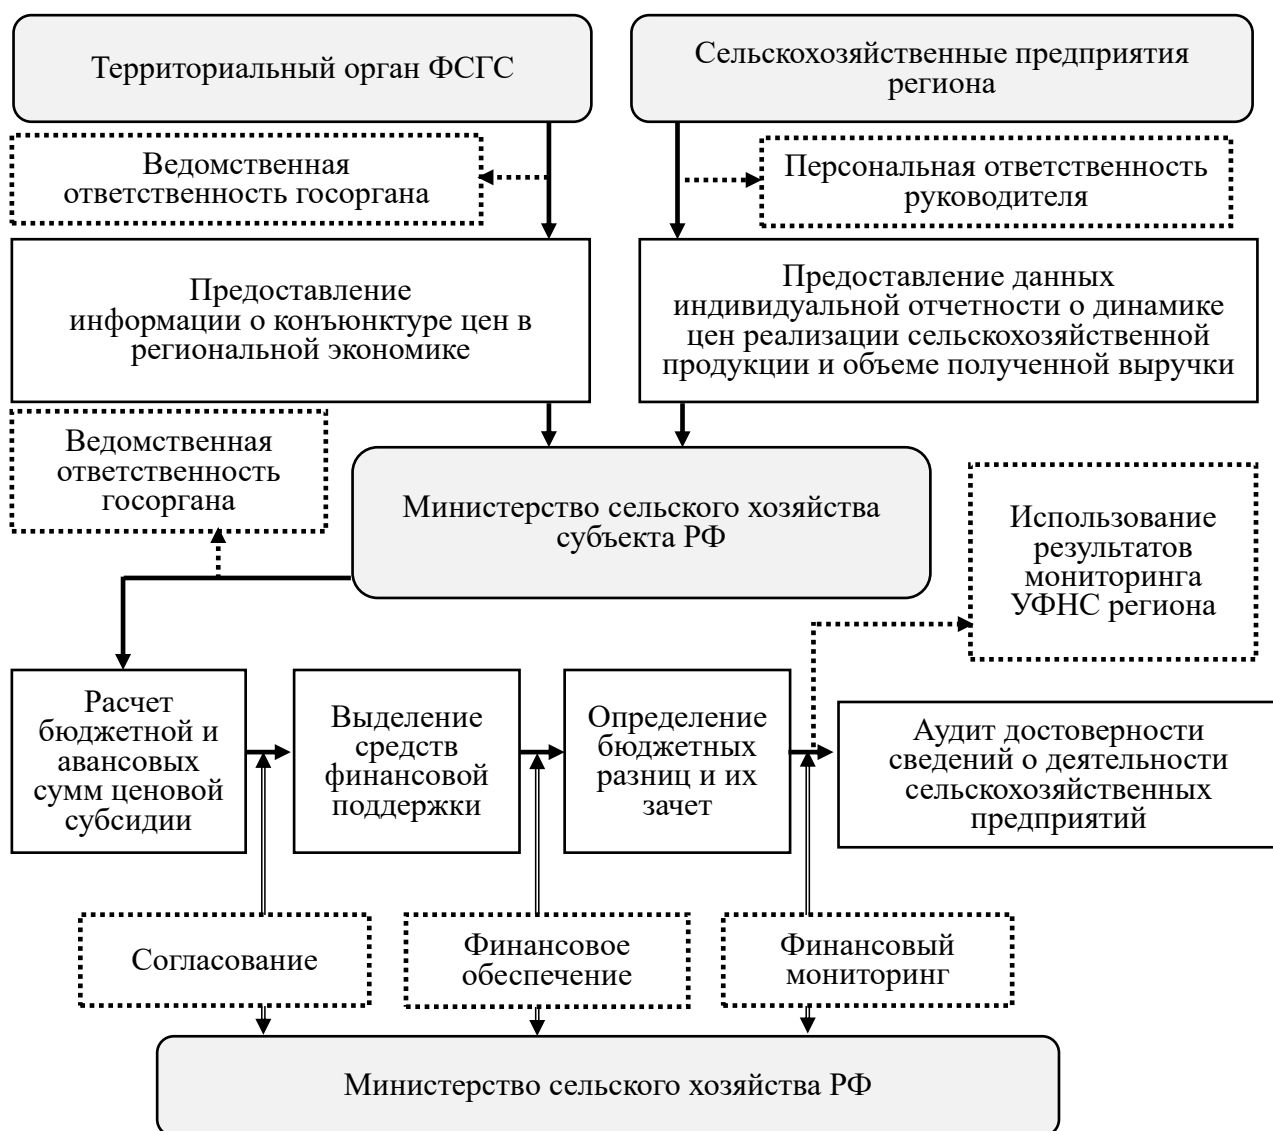 Территориальный орган ФСГС
Сельскохозяйственные предприятия
региона
Ведомственная
ответственность госоргана
Персональная ответственность
руководителя
Предоставление
информации о конъюнктуре цен в
региональной экономике
Предоставление данных
индивидуальной отчетности о динамике
цен реализации сельскохозяйственной
продукции и объеме полученной выручки
Ведомственная
ответственность
госоргана
Министерство сельского хозяйства
субъекта РФ
Использование
результатов
мониторинга
УФНС региона
Расчет
бюджетной и
авансовых
сумм ценовой
субсидии
Выделение
средств
финансовой
поддержки
Определение
бюджетных
разниц и их
зачет
Аудит достоверности
сведений о деятельности
сельскохозяйственных
предприятий
Согласование
Финансовое
обеспечение
Финансовый
мониторинг
Министерство сельского хозяйства РФ